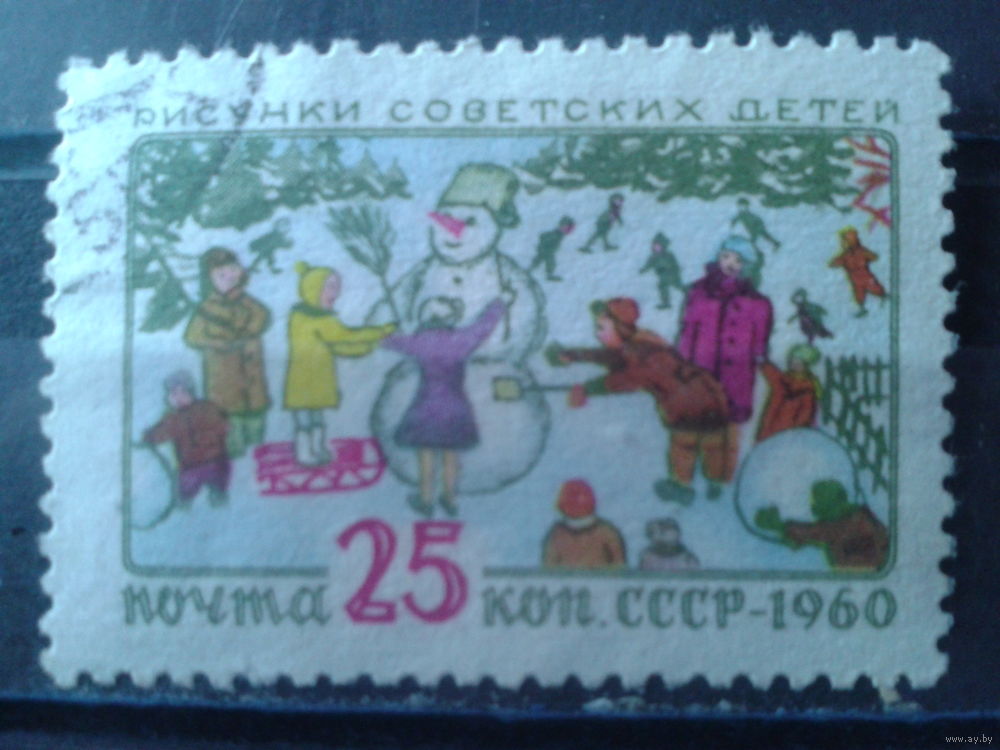 РИСУНКИ СОВЕТСКИХ ДЕТЕЙ
почта 25 коп. СССР-1960
www.ay.by